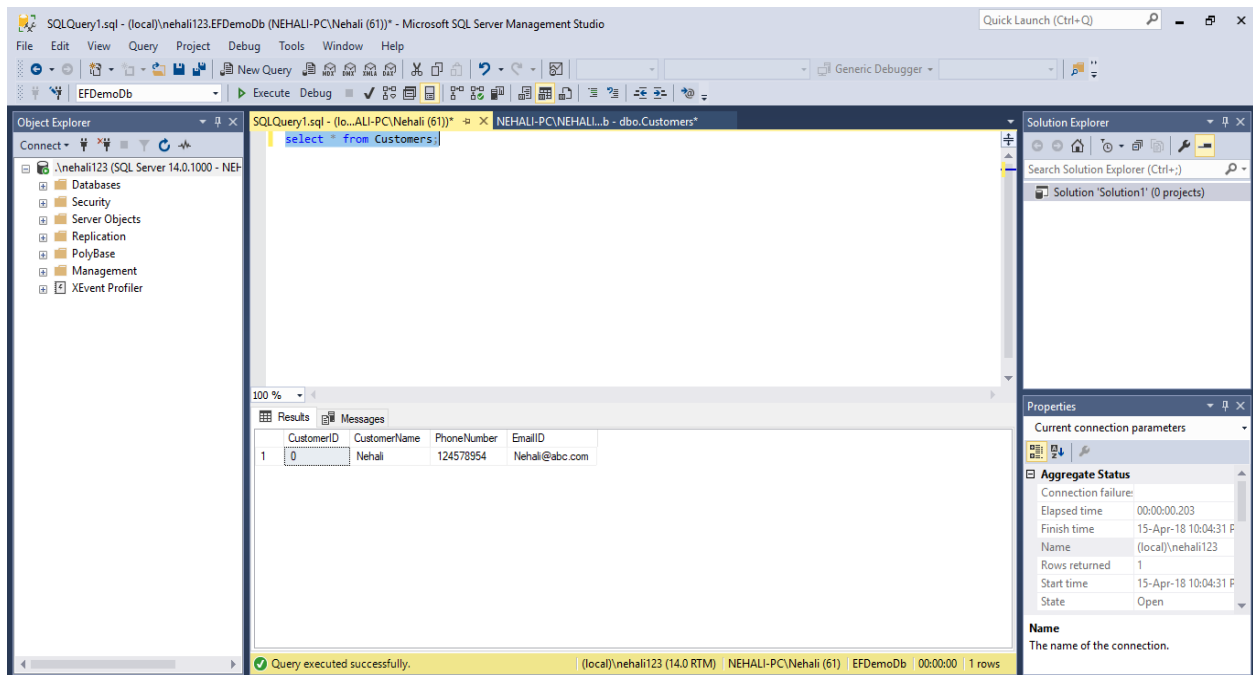 SQLQuery1.sql - (local)\nehali123.EFDemoDb (NEHALI-PC\Nehali (61))* - Microsoft SQL Server Management Studio
Quick Launch (Ctrl+Q)
File Edit View Query Project Debug Tools Window Help
New Query MDX DMX XMLA DAX Generic Debugger
EFDemoDb Execute Debug
Object Explorer
Connect
.\nehali123 (SQL Server 14.0.1000 - NEH
Databases
Security
Server Objects
Replication
PolyBase
Management
XEvent Profiler
SQLQuery1.sql - (lo...ALI-PC\Nehali (61))* NEHALI-PC\NEHALI...b - dbo.Customers*
select * from Customers;
100 %
Results Messages
CustomerID CustomerName PhoneNumber EmailID
1 0 Nehali 124578954 Nehali@abc.com
Query executed successfully. (local)\nehali123 (14.0 RTM) NEHALI-PC\Nehali (61) EFDemoDb 00:00:00 1 rows
Solution Explorer
Search Solution Explorer (Ctrl+;)
Solution 'Solution1' (0 projects)
Properties
Current connection parameters
Aggregate Status
Connection failure
Elapsed time 00:00:00.203
Finish time 15-Apr-18 10:04:31 P
Name (local)\nehali123
Rows returned 1
Start time 15-Apr-18 10:04:31 P
State Open
Name
The name of the connection.